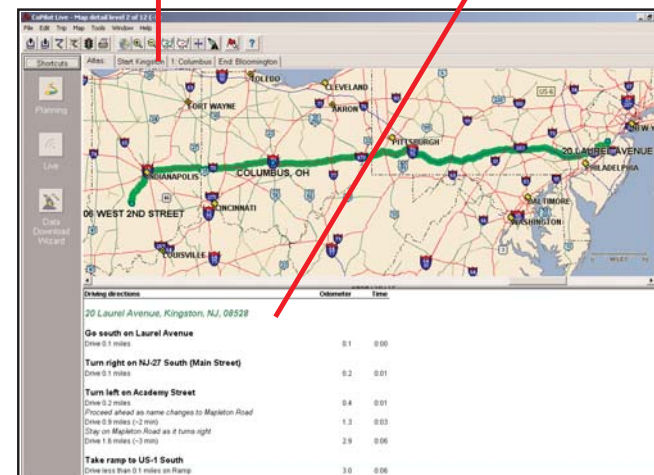 CoPilot Live - Map detail level 2 of 12 (-)
File Edit Trip Map Tools Window Help
Shortcuts
Atlas: Start Kingston 1: Columbus End: Bloomington
Planning
Live
Data
Download
Wizard
TOLEDO
CLEVELAND
US-6
FORT WAYNE
AKRON
NEW Y
PITTSBURGH
20 LAUREL AVENUE
INDIANAPOLIS
COLUMBUS, OH
PHILADELPHIA
BALTIMORE
06 WEST 2ND STREET
CINCINNATI
WASHINGTON
LOUISVILLE
MILES
Driving directions Odometer Time
20 Laurel Avenue, Kingston, NJ, 08528
Go south on Laurel Avenue
Drive 0.1 miles 0.1 0:00
Turn right on NJ-27 South (Main Street)
Drive 0.1 miles 0.2 0:01
Turn left on Academy Street
Drive 0.2 miles 0.4 0:01
Proceed ahead as name changes to Mapleton Road
Drive 0.9 miles (~2 min) 1.3 0:03
Stay on Mapleton Road as it turns right
Drive 1.6 miles (~3 min) 2.9 0:06
Take ramp to US-1 South
Drive less than 0.1 miles on Ramp 3.0 0:06